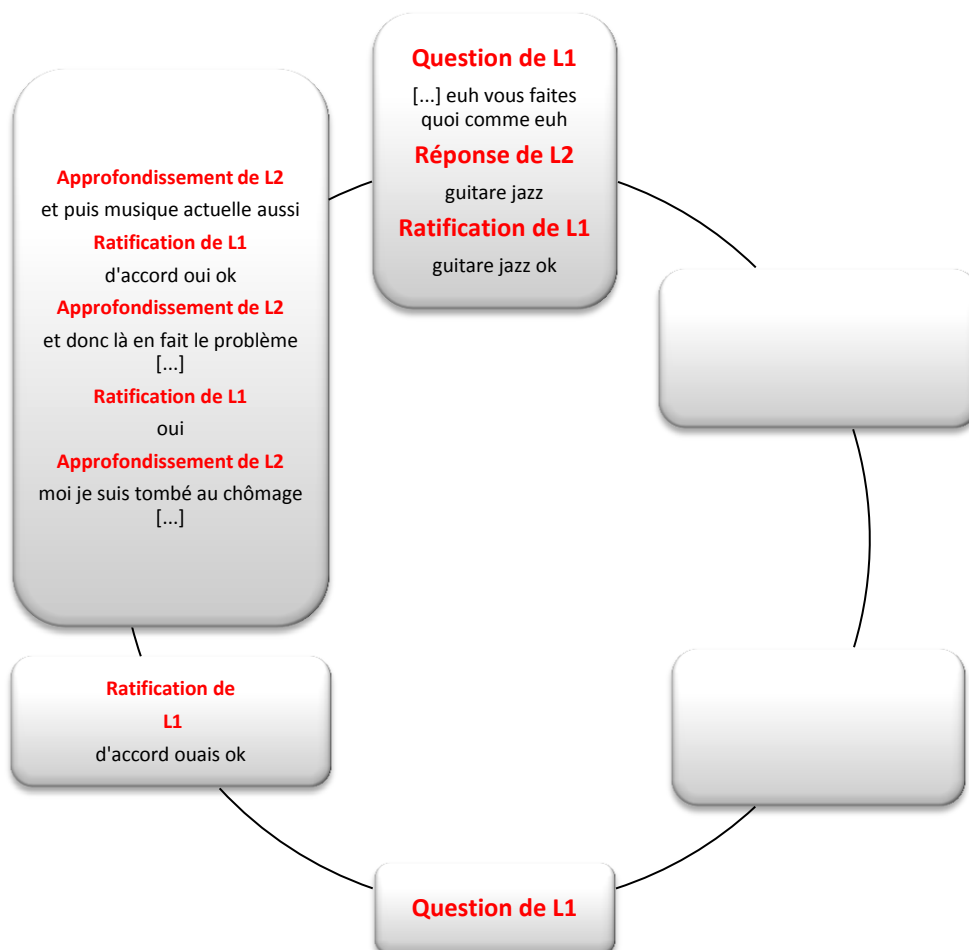 Question de L1
[...] euh vous faites
quoi comme euh
Réponse de L2
guitare jazz
Ratification de L1
guitare jazz ok
Approfondissement de L2
et puis musique actuelle aussi
Ratification de L1
d'accord oui ok
Approfondissement de L2
et donc là en fait le problème
[...]
Ratification de L1
oui
Approfondissement de L2
moi je suis tombé au chômage
[...]
Ratification de
L1
d'accord ouais ok
Question de L1